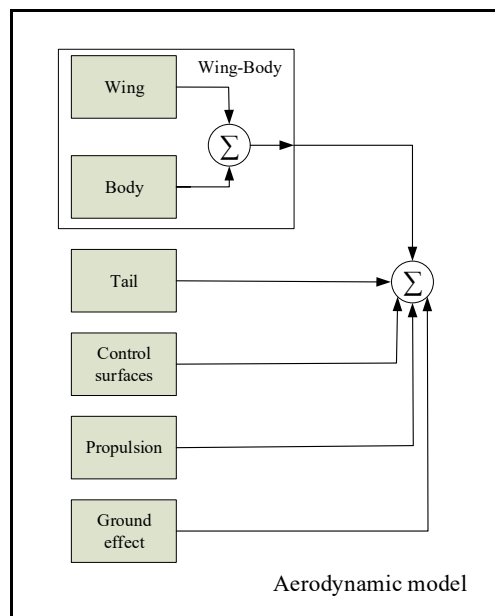 Wing-Body
Wing
∑
Body
Tail
∑
Control
surfaces
Propulsion
Ground
effect
Aerodynamic model